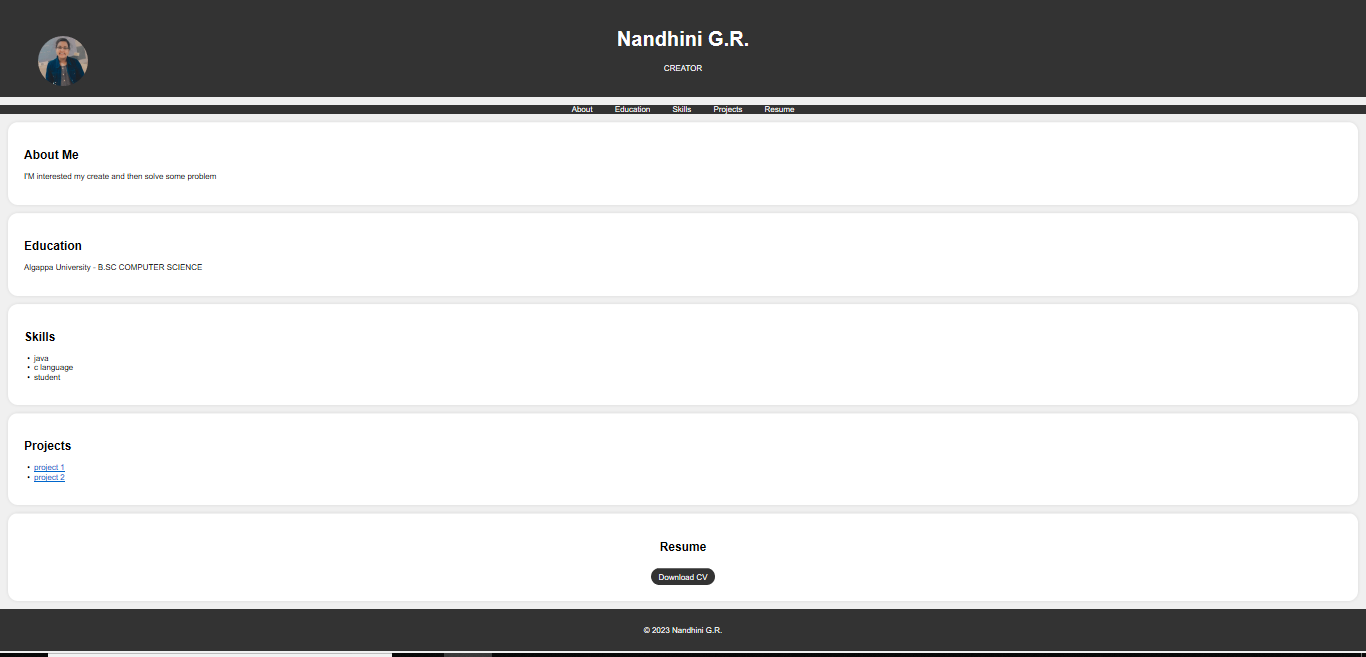 Nandhini G.R.
CREATOR
About Education Skills Projects Resume
About Me
I'M interested my create and then solve some problem
Education
Algappa University - B.SC COMPUTER SCIENCE
Skills
• java
• c language
• student
Projects
• project 1
• project 2
Resume
Download CV
© 2023 Nandhini G.R.